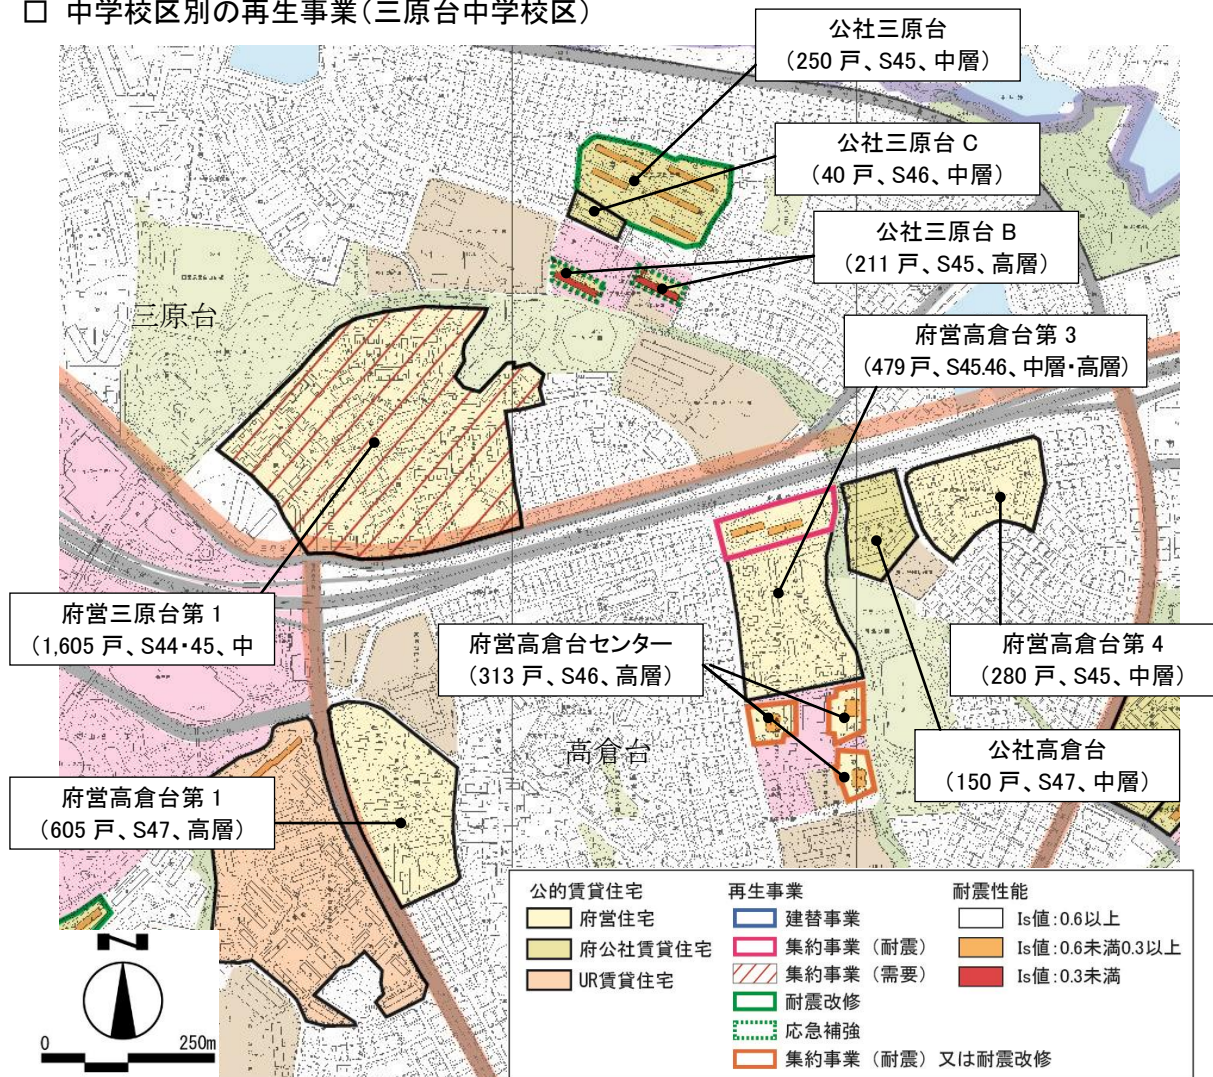 □ 中学校区別の再生事業（三原台中学校区）
公社三原台
（250 戸、S45、中層）
公社三原台 C
（40 戸、S46、中層）
公社三原台 B
（211 戸、S45、高層）
三原台
府営高倉台第 3
（479 戸、S45.46、中層・高層）
府営三原台第 1
（1,605 戸、S44・45、中
府営高倉台センター
（313 戸、S46、高層）
府営高倉台第 4
（280 戸、S45、中層）
高倉台
公社高倉台
（150 戸、S47、中層）
府営高倉台第 1
（605 戸、S47、高層）
公的賃貸住宅
府営住宅
府公社賃貸住宅
UR賃貸住宅
再生事業
建替事業
集約事業（耐震）
集約事業（需要）
耐震改修
応急補強
集約事業（耐震）又は耐震改修
耐震性能
Is値：0.6以上
Is値：0.6未満0.3以上
Is値：0.3未満
N
0 250m